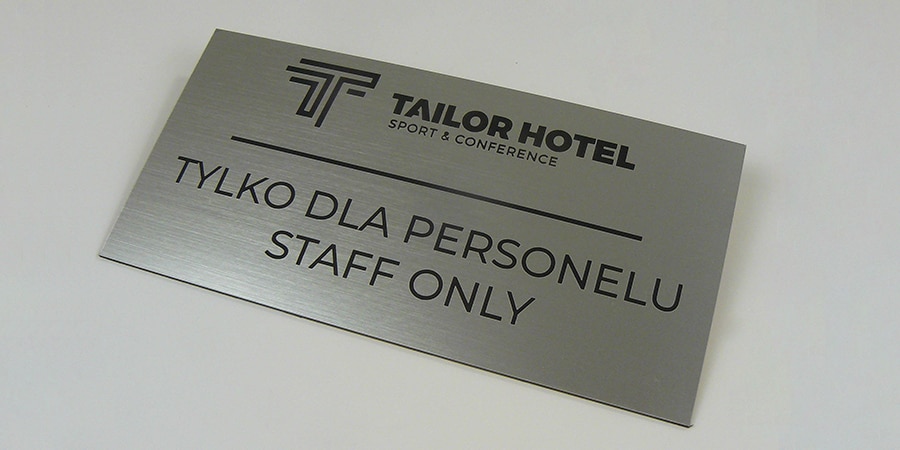 TAILOR HOTEL
SPORT & CONFERENCE
TYLKO DLA PERSONELU
STAFF ONLY